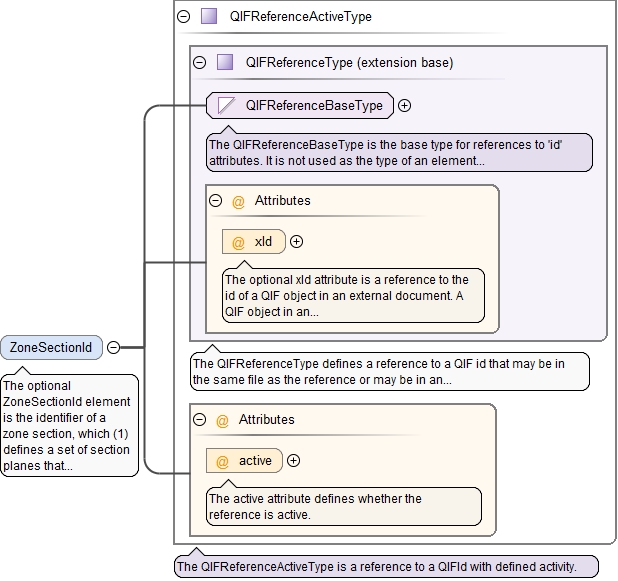 QIFReferenceActiveType
QIFReferenceType (extension base)
QIFReferenceBaseType
The QIFReferenceBaseType is the base type for references to 'id'
attributes. It is not used as the type of an element...
@ Attributes
@ xId
The optional xId attribute is a reference to the
id of a QIF object in an external document. A
QIF object in an...
ZoneSectionId
The optional
ZoneSectionId element
is the identifier of a
zone section, which (1)
defines a set of section
planes that...
The QIFReferenceType defines a reference to a QIF id that may be in
the same file as the reference or may be in an...
@ Attributes
@ active
The active attribute defines whether the
reference is active.
The QIFReferenceActiveType is a reference to a QIFId with defined activity.